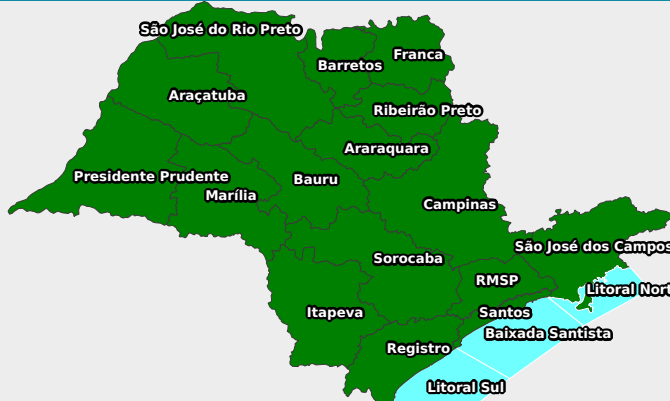 São José do Rio Preto
Franca
Barretos
Araçatuba
Ribeirão Preto
Araraquara
Presidente Prudente
Bauru
Marília
Campinas
São José dos Campos
Sorocaba
RMSP
Litoral Nort
Itapeva
Santos
Baixada Santista
Registro
Litoral Sul